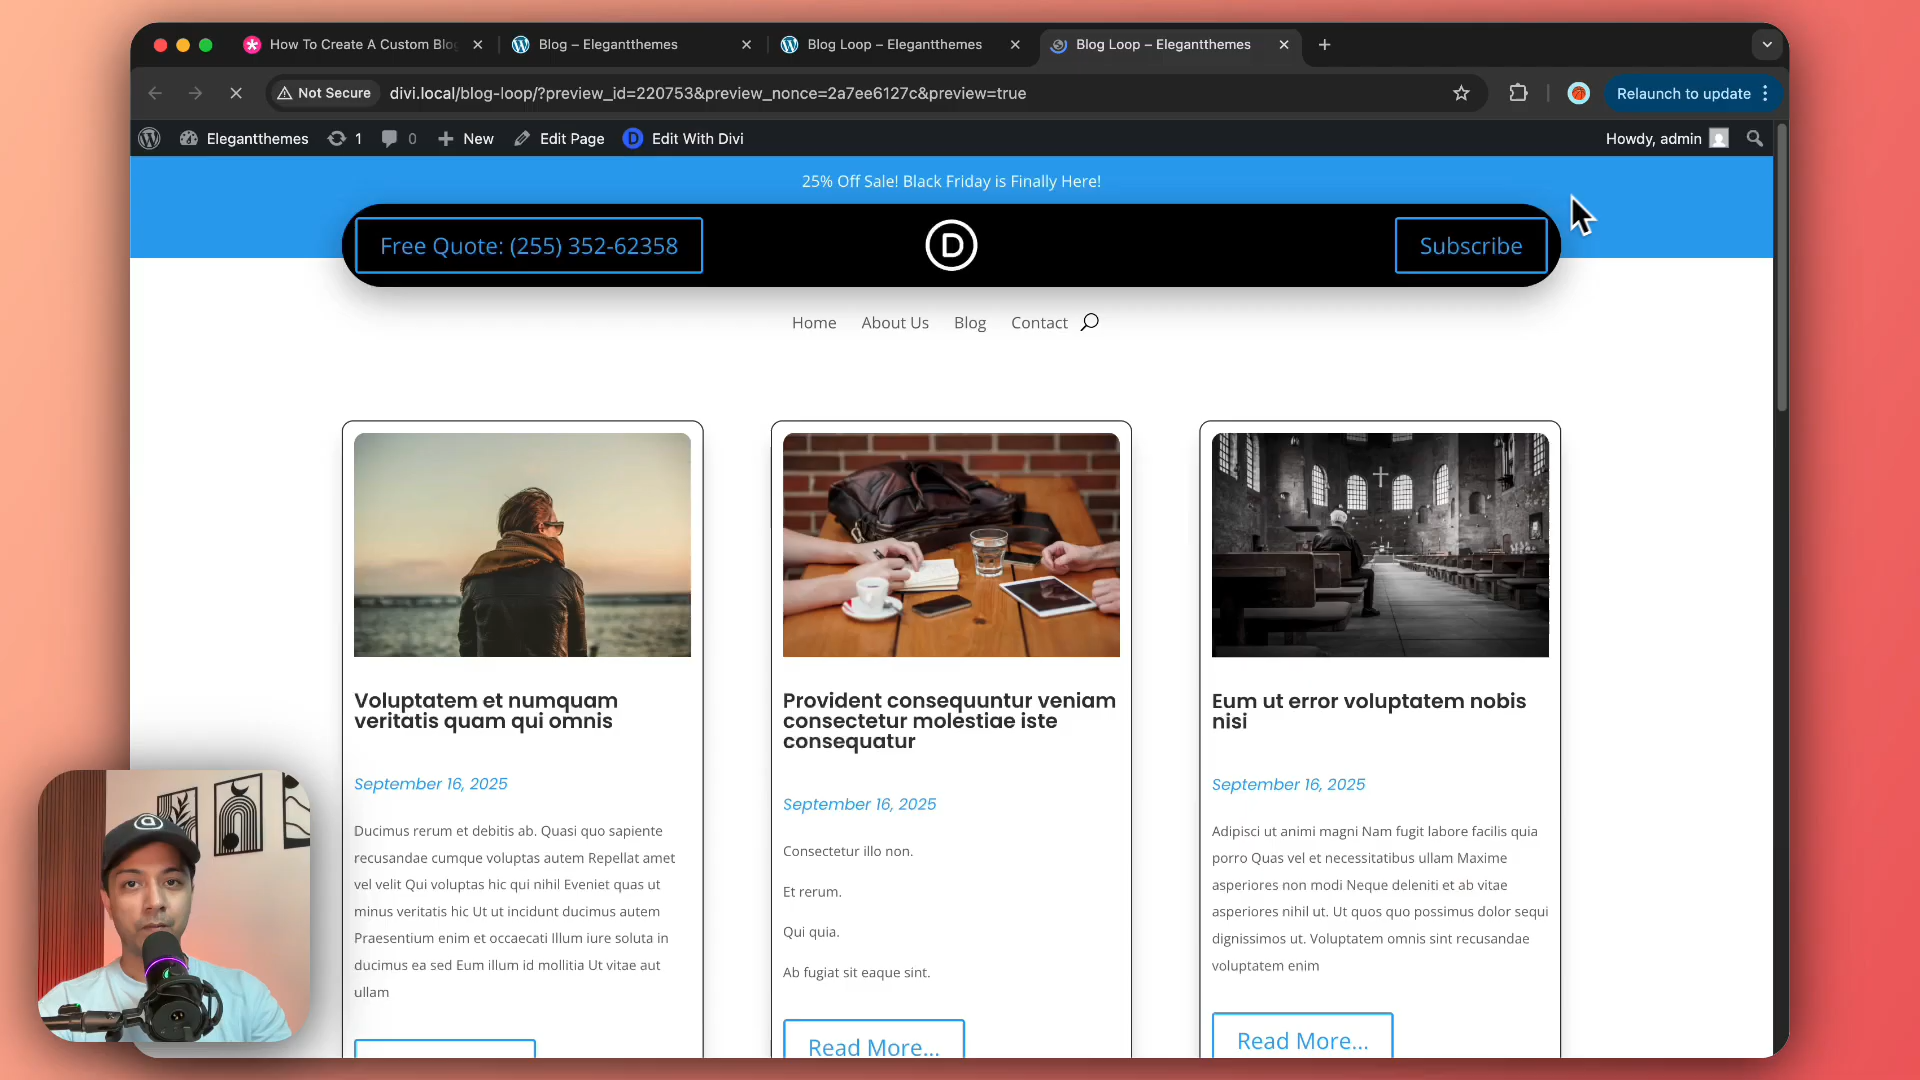 How To Create A Custom Blo
Blog – Elegantthemes
Blog Loop – Elegantthemes
Blog Loop – Elegantthemes
Not Secure
divi.local/blog-loop/?preview_id=220753&preview_nonce=2a7ee6127c&preview=true
Relaunch to update
Elegantthemes
1
0
New
Edit Page
D
Edit With Divi
Howdy, admin
25% Off Sale! Black Friday is Finally Here!
Free Quote: (255) 352-62358
D
Subscribe
Home
About Us
Blog
Contact
Voluptatem et numquam
veritatis quam qui omnis
September 16, 2025
Ducimus rerum et debitis ab. Quasi quo sapiente
recusandae cumque voluptas autem Repellat amet
vel velit Qui voluptas hic qui nihil Eveniet quas ut
minus veritatis hic Ut ut incidunt ducimus autem
Praesentium enim et occaecati Illum iure soluta in
ducimus ea sed Eum illum id mollitia Ut vitae aut
ullam
Provident consequuntur veniam
consectetur molestiae iste
consequatur
September 16, 2025
Consectetur illo non.
Et rerum.
Qui quia.
Ab fugiat sit eaque sint.
Read More...
Eum ut error voluptatem nobis
nisi
September 16, 2025
Adipisci ut animi magni Nam fugit labore facilis quia
porro Quas vel et necessitatibus ullam Maxime
asperiores non modi Neque deleniti et ab vitae
asperiores nihil ut. Ut quos quo possimus dolor sequi
dignissimos ut. Voluptatem omnis sint recusandae
voluptatem enim
Read More...